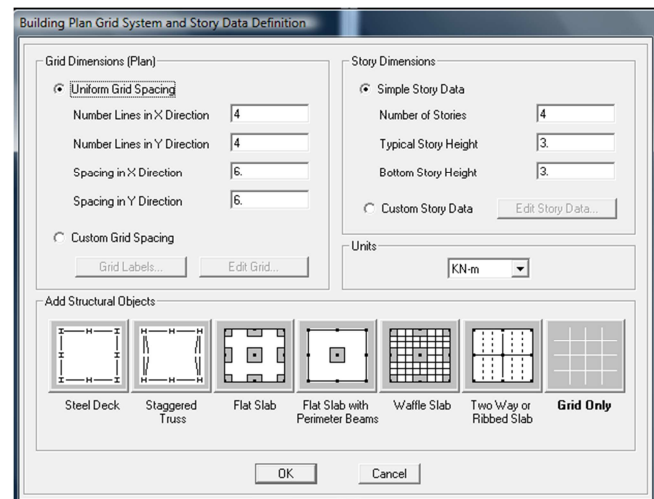 Building Plan Grid System and Story Data Definition
Grid Dimensions (Plan)
Uniform Grid Spacing
Number Lines in X Direction 4
Number Lines in Y Direction 4
Spacing in X Direction 6.
Spacing in Y Direction 6.
Custom Grid Spacing
Grid Labels... Edit Grid...
Story Dimensions
Simple Story Data
Number of Stories 4
Typical Story Height 3.
Bottom Story Height 3.
Custom Story Data Edit Story Data...
Units
KN-m
Add Structural Objects
Steel Deck
Staggered
Truss
Flat Slab
Flat Slab with
Perimeter Beams
Waffle Slab
Two Way or
Ribbed Slab
Grid Only
OK Cancel